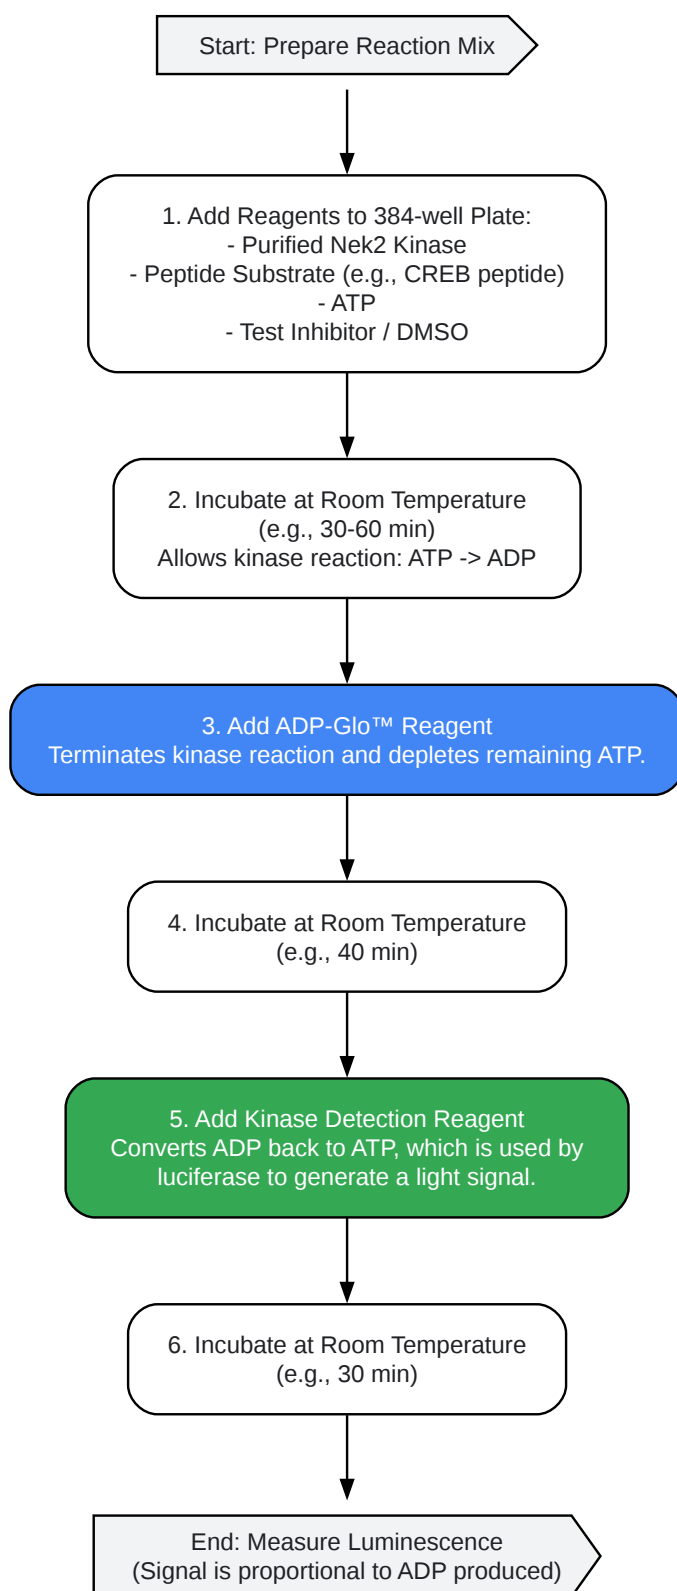 Start: Prepare Reaction Mix
1. Add Reagents to 384-well Plate:
- Purified Nek2 Kinase
- Peptide Substrate (e.g., CREB peptide)
- ATP
- Test Inhibitor / DMSO
2. Incubate at Room Temperature
(e.g., 30-60 min)
Allows kinase reaction: ATP -> ADP
3. Add ADP-Glo™ Reagent
Terminates kinase reaction and depletes remaining ATP.
4. Incubate at Room Temperature
(e.g., 40 min)
5. Add Kinase Detection Reagent
Converts ADP back to ATP, which is used by
luciferase to generate a light signal.
6. Incubate at Room Temperature
(e.g., 30 min)
End: Measure Luminescence
(Signal is proportional to ADP produced)